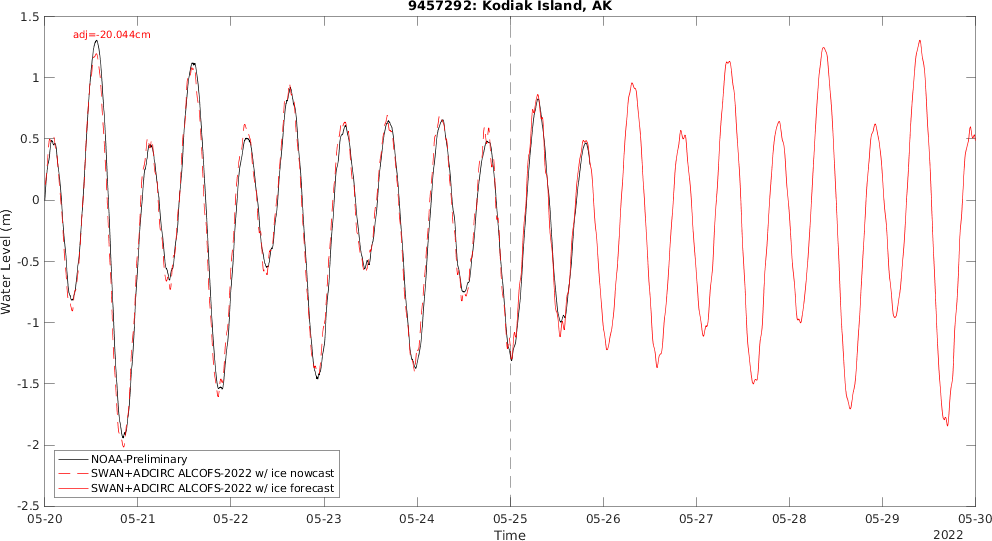 9457292: Kodiak Island, AK
adj=-20.044cm
1.5
1
0.5
0
-0.5
-1
-1.5
-2
-2.5
Water Level (m)
NOAA-Preliminary
SWAN+ADCIRC ALCOFS-2022 w/ ice nowcast
SWAN+ADCIRC ALCOFS-2022 w/ ice forecast
05-20 05-21 05-22 05-23 05-24 05-25 05-26 05-27 05-28 05-29 05-30
Time
2022